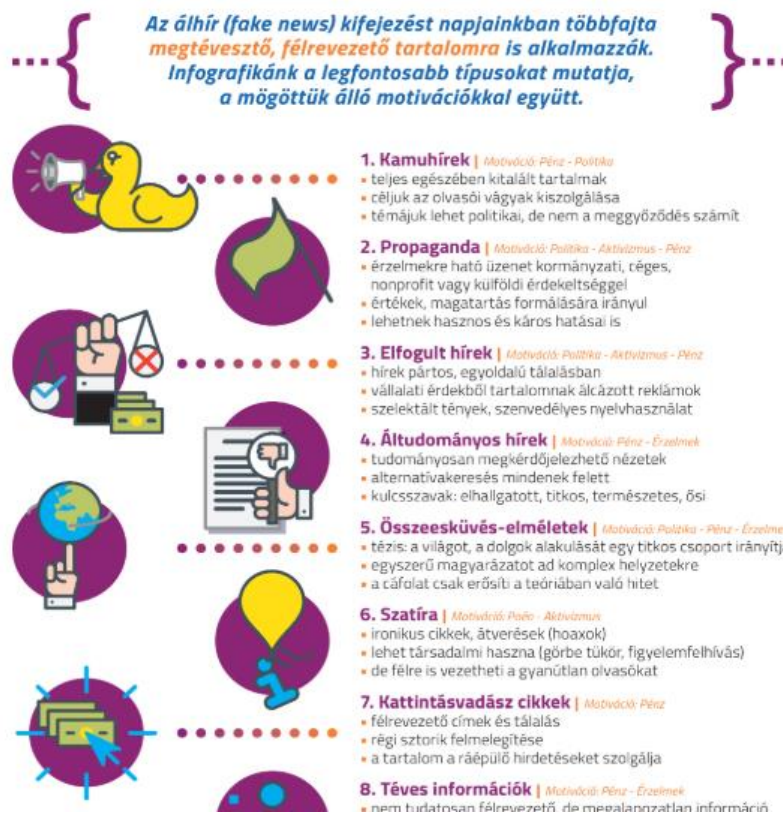 Az álhír (fake news) kifejezést napjainkban többfajta
megtévesztő, félrevezető tartalomra is alkalmazzák.
Infografikánk a legfontosabb típusokat mutatja,
a mögöttük álló motivációkkal együtt.
1. Kamuhírek | Motiváció: Pénz - Politika
teljes egészében kitalált tartalmak
céljuk az olvasói vágyak kiszolgálása
témájuk lehet politikai, de nem a meggyőződés számít
2. Propaganda | Motiváció: Politika - Aktivizmus - Pénz
érzelmekre ható üzenet kormányzati, céges,
nonprofit vagy külföldi érdekeltséggel
értékek, magatartás formálására irányul
lehetnek hasznos és káros hatásai is
3. Elfogult hírek | Motiváció: Politika - Aktivizmus - Pénz
hírek pártos, egyoldalú tálalásban
vállalati érdekből tartalomnak álcázott reklámok
szelektált tények, szenvedélyes nyelvhasználat
4. Áltudományos hírek | Motiváció: Pénz - Érzelmek
tudományosan megkérdőjelezhető nézetek
alternatívakeresés mindenek felett
kulcsszavak: elhallgatott, titkos, természetes, ősi
5. Összeesküvés-elméletek | Motiváció: Politika - Pénz - Érzelme
tézis: a világot, a dolgok alakulását egy titkos csoport irányítj
egyszerű magyarázatot ad komplex helyzetekre
a cáfolat csak erősíti a teóriában való hitet
6. Szatíra | Motiváció: Poén - Aktivizmus
ironikus cikkek, átverések (hoaxok)
lehet társadalmi haszna (görbe tükör, figyelemfelhívás)
de félre is vezetheti a gyanútlan olvasókat
7. Kattintásvadász cikkek | Motiváció: Pénz
félrevezető címek és tálalás
régi sztorik felmelegítése
a tartalom a ráépülő hirdetéseket szolgálja
8. Téves információk | Motiváció: Pénz - Érzelmek
nem tudatosan félrevezető, de megalapozatlan információ